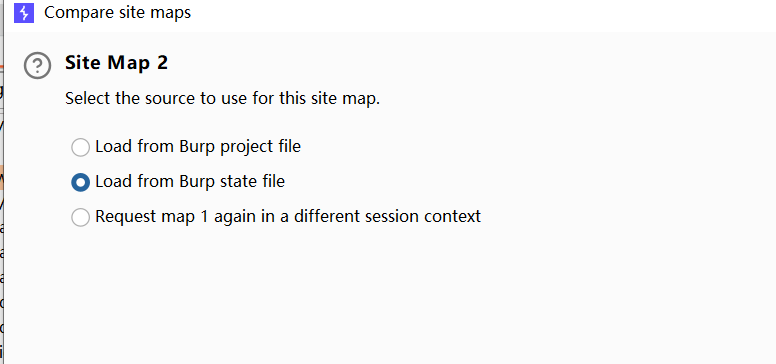 Compare site maps
Site Map 2
Select the source to use for this site map.
Load from Burp project file
Load from Burp state file
Request map 1 again in a different session context